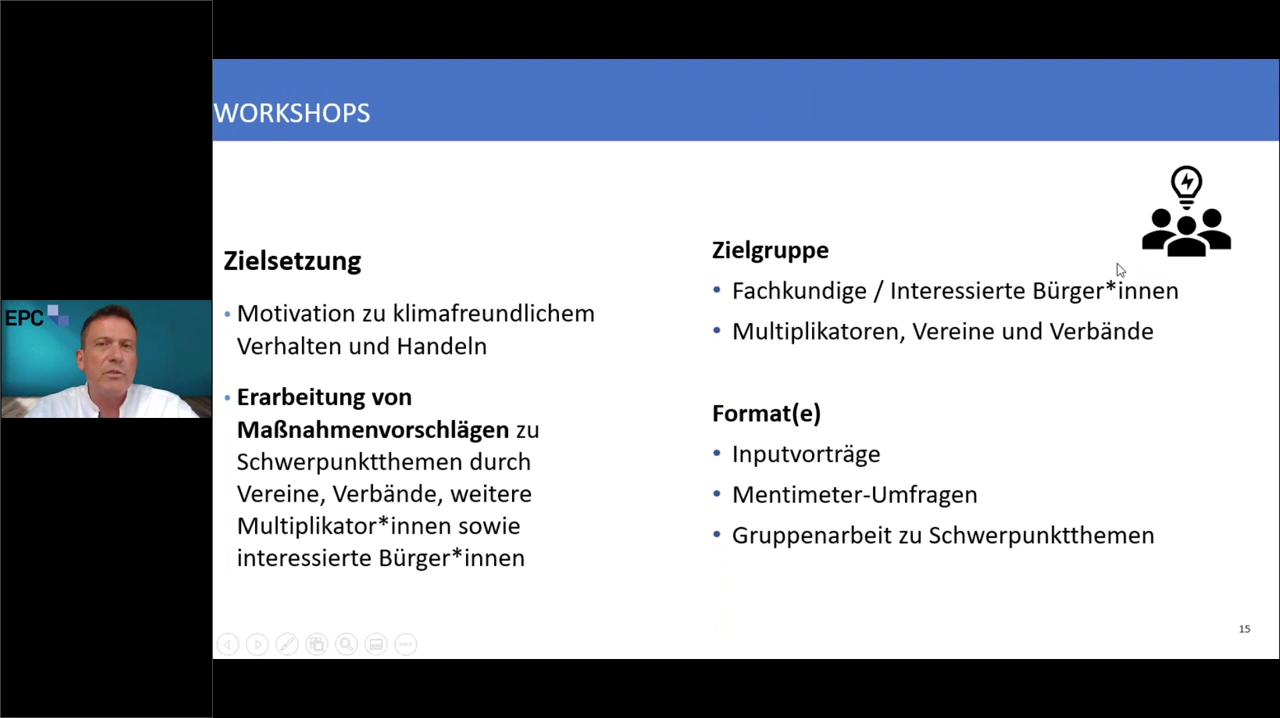 WORKSHOPS
EPC
Zielsetzung
• Motivation zu klimafreundlichem
Verhalten und Handeln
• Erarbeitung von
Maßnahmenvorschlägen zu
Schwerpunktthemen durch
Vereine, Verbände, weitere
Multiplikator*innen sowie
interessierte Bürger*innen
Zielgruppe
• Fachkundige / Interessierte Bürger*innen
• Multiplikatoren, Vereine und Verbände
Format(e)
• Inputvorträge
• Mentimeter-Umfragen
• Gruppenarbeit zu Schwerpunktthemen
15